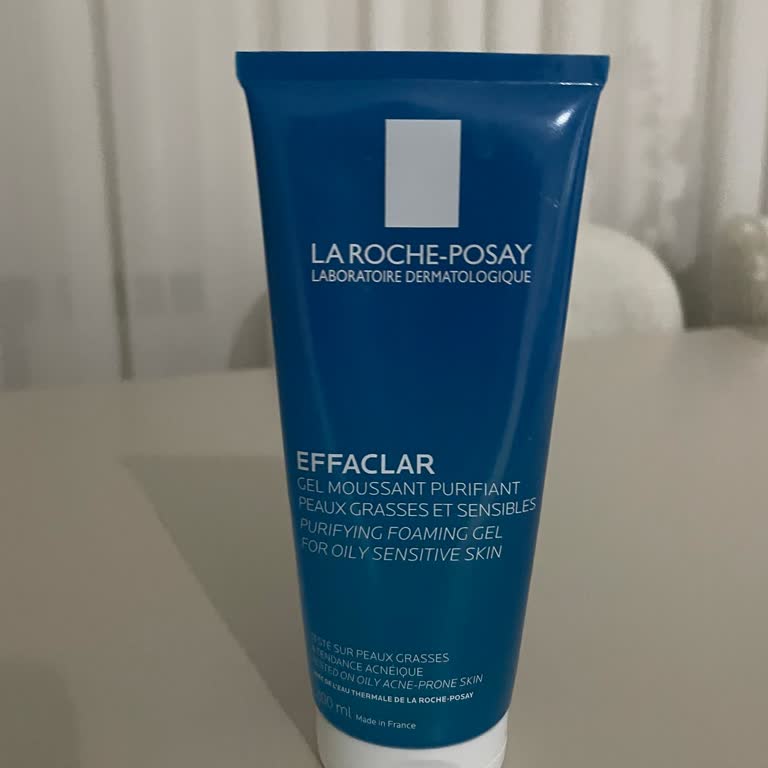 LA ROCHE-POSAY
LABORATOIRE DERMATOLOGIQUE
EFFACLAR
GEL MOUSSANT PURIFIANT
PEAUX GRASSES ET SENSIBLES
PURIFYING FOAMING GEL
FOR OILY SENSITIVE SKIN
SUR PEAUX GRASSES
TENDANCE ACNÉIQUE
ON OILY ACNE-PRONE SKIN
DE L'EAU THERMALE DE LA ROCHE-POSAY
ml Made in France